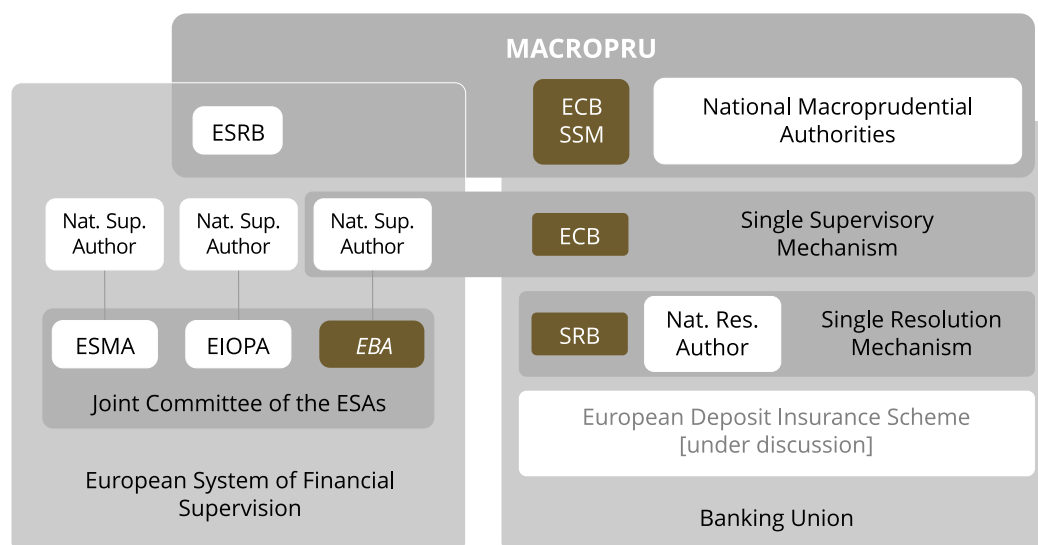 MACROPRU
ESRB
ECB
SSM
National Macroprudential
Authorities
Nat. Sup.
Author
Nat. Sup.
Author
Nat. Sup.
Author
ECB
Single Supervisory
Mechanism
ESMA
EIOPA
EBA
Joint Committee of the ESAs
SRB
Nat. Res.
Author
Single Resolution
Mechanism
European Deposit Insurance Scheme
[under discussion]
European System of Financial
Supervision
Banking Union